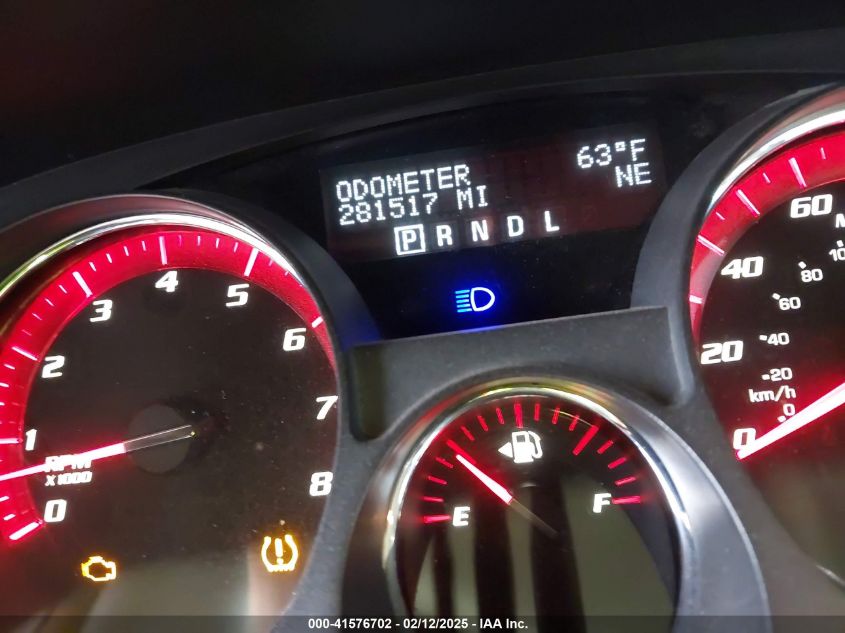 ODOMETER 63°F
281517 MI NE
P R N D L
0 1 2 3 4 5 6 7 8
RPM
X1000
E F
0 20 40 60
0 20 40 60 80
km/h
000-41576702 - 02/12/2025 - IAA Inc.